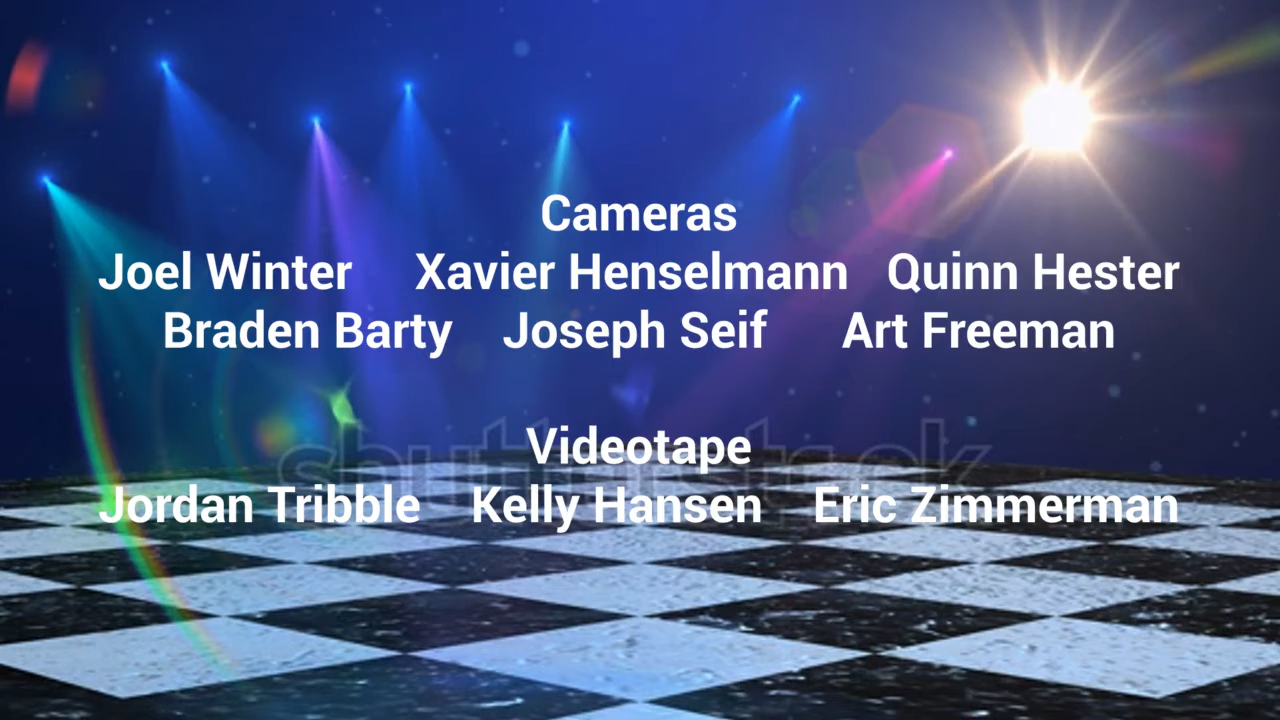 Cameras
Joel Winter Xavier Henselmann Quinn Hester
Braden Barty Joseph Seif Art Freeman
shutterstock
Videotape
Jordan Tribble Kelly Hansen Eric Zimmerman